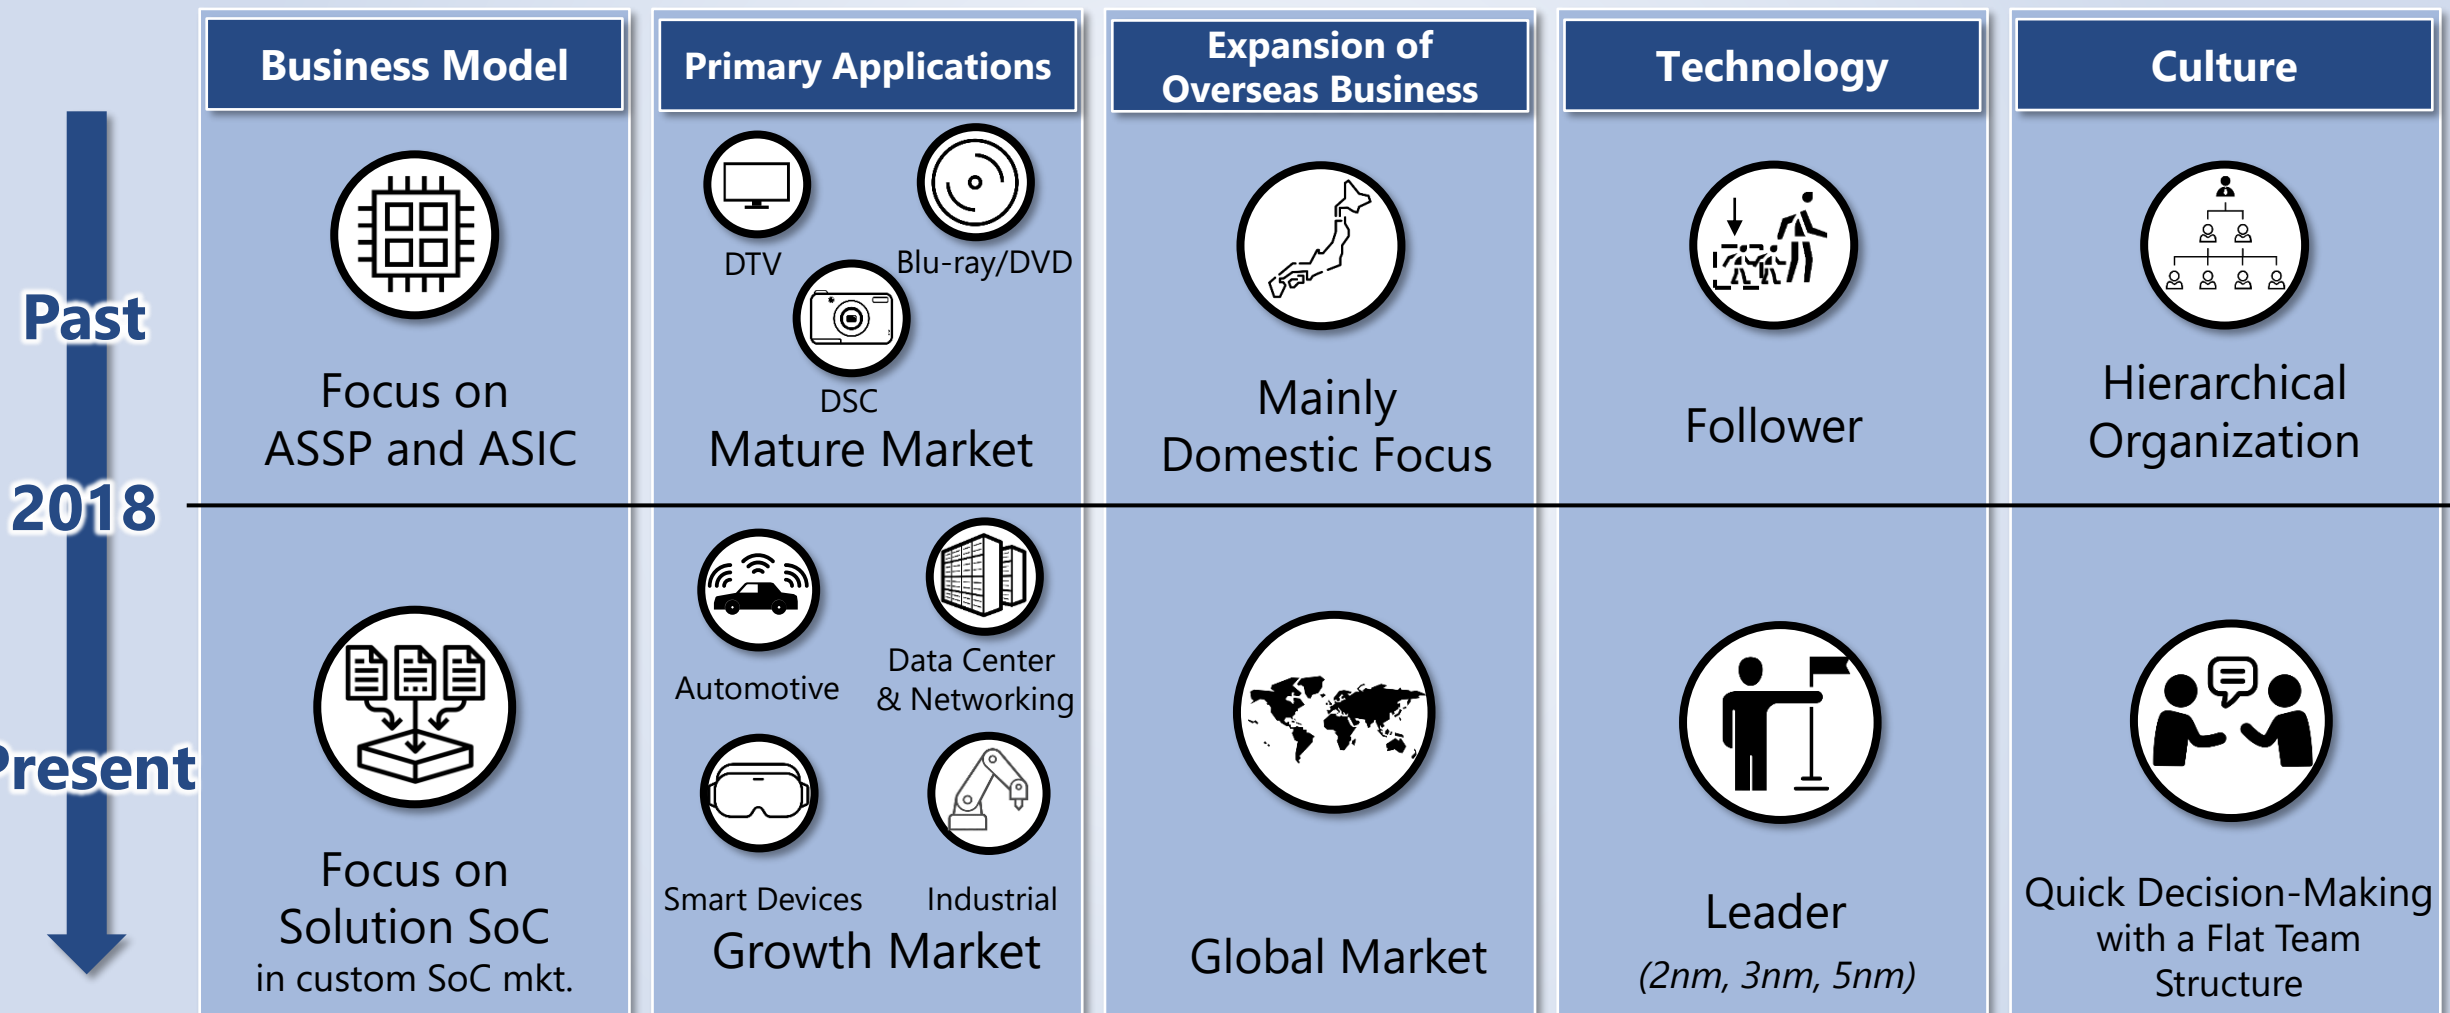 Business Model
Primary Applications
Expansion of
Overseas Business
Technology
Culture
Past
2018
Present
Focus on
ASSP and ASIC
DTV
Blu-ray/DVD
DSC
Mature Market
Mainly
Domestic Focus
Follower
Hierarchical
Organization
Focus on
Solution SoC
in custom SoC mkt.
Automotive
Data Center
& Networking
Smart Devices
Industrial
Growth Market
Global Market
Leader
(2nm, 3nm, 5nm)
Quick Decision-Making
with a Flat Team
Structure